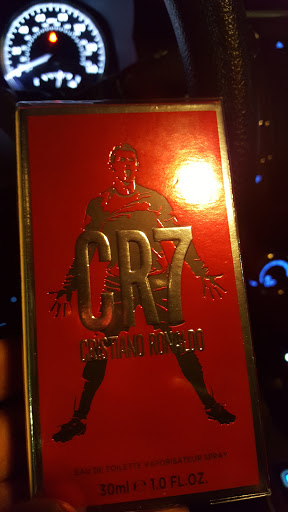 CR7
CRISTIANO RONALDO
EAU DE TOILETTE VAPORISATEUR SPRAY
30ml e 1.0 FL.OZ.